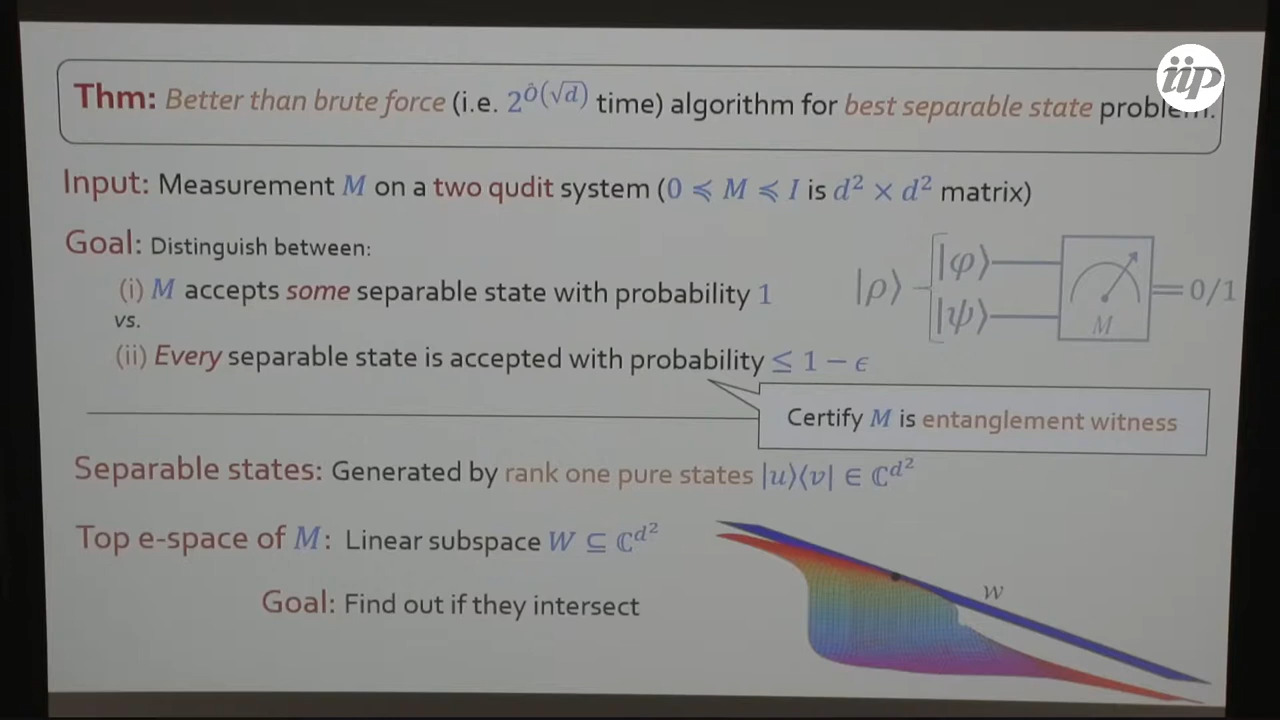 iip
Thm: Better than brute force (i.e. 2^Õ(√d) time) algorithm for best separable state problem.
Input: Measurement M on a two qudit system (0 ≼ M ≼ I is d² × d² matrix)
Goal: Distinguish between:
(i) M accepts some separable state with probability 1
vs.
(ii) Every separable state is accepted with probability ≤ 1 − ϵ
|ρ⟩
|φ⟩
|ψ⟩
M
= 0/1
Certify M is entanglement witness
Separable states: Generated by rank one pure states |u⟩⟨v| ∈ ℂ^d²
Top e-space of M: Linear subspace W ⊆ ℂ^d²
Goal: Find out if they intersect
W